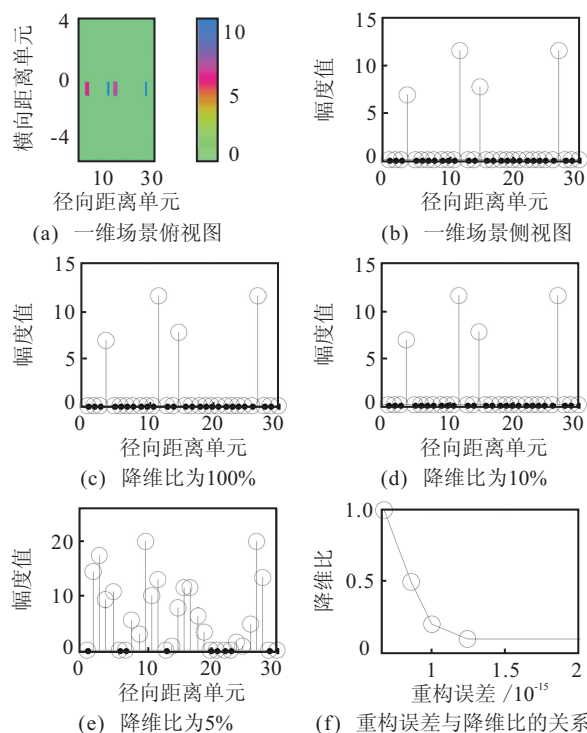 4
0
-4
横向距离单元
10 30
径向距离单元
10
5
0
(a) 一维场景俯视图
15
10
5
0
幅度值
0 10 20 30
径向距离单元
(b) 一维场景侧视图
15
10
5
0
幅度值
0 10 20 30
径向距离单元
(c) 降维比为100%
15
10
5
0
幅度值
0 10 20 30
径向距离单元
(d) 降维比为10%
20
10
0
幅度值
0 10 20 30
径向距离单元
(e) 降维比为5%
1.0
0.5
0
降维比
1 2
重构误差 /10⁻¹⁵
(f) 重构误差与降维比的关系